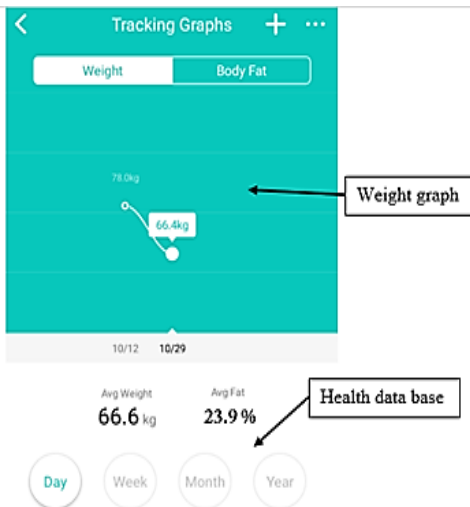 Tracking Graphs
Weight Body Fat
78.0kg
66.4kg
Weight graph
10/12 10/29
Avg Weight Avg Fat
66.6 kg 23.9 %
Health data base
Day Week Month Year